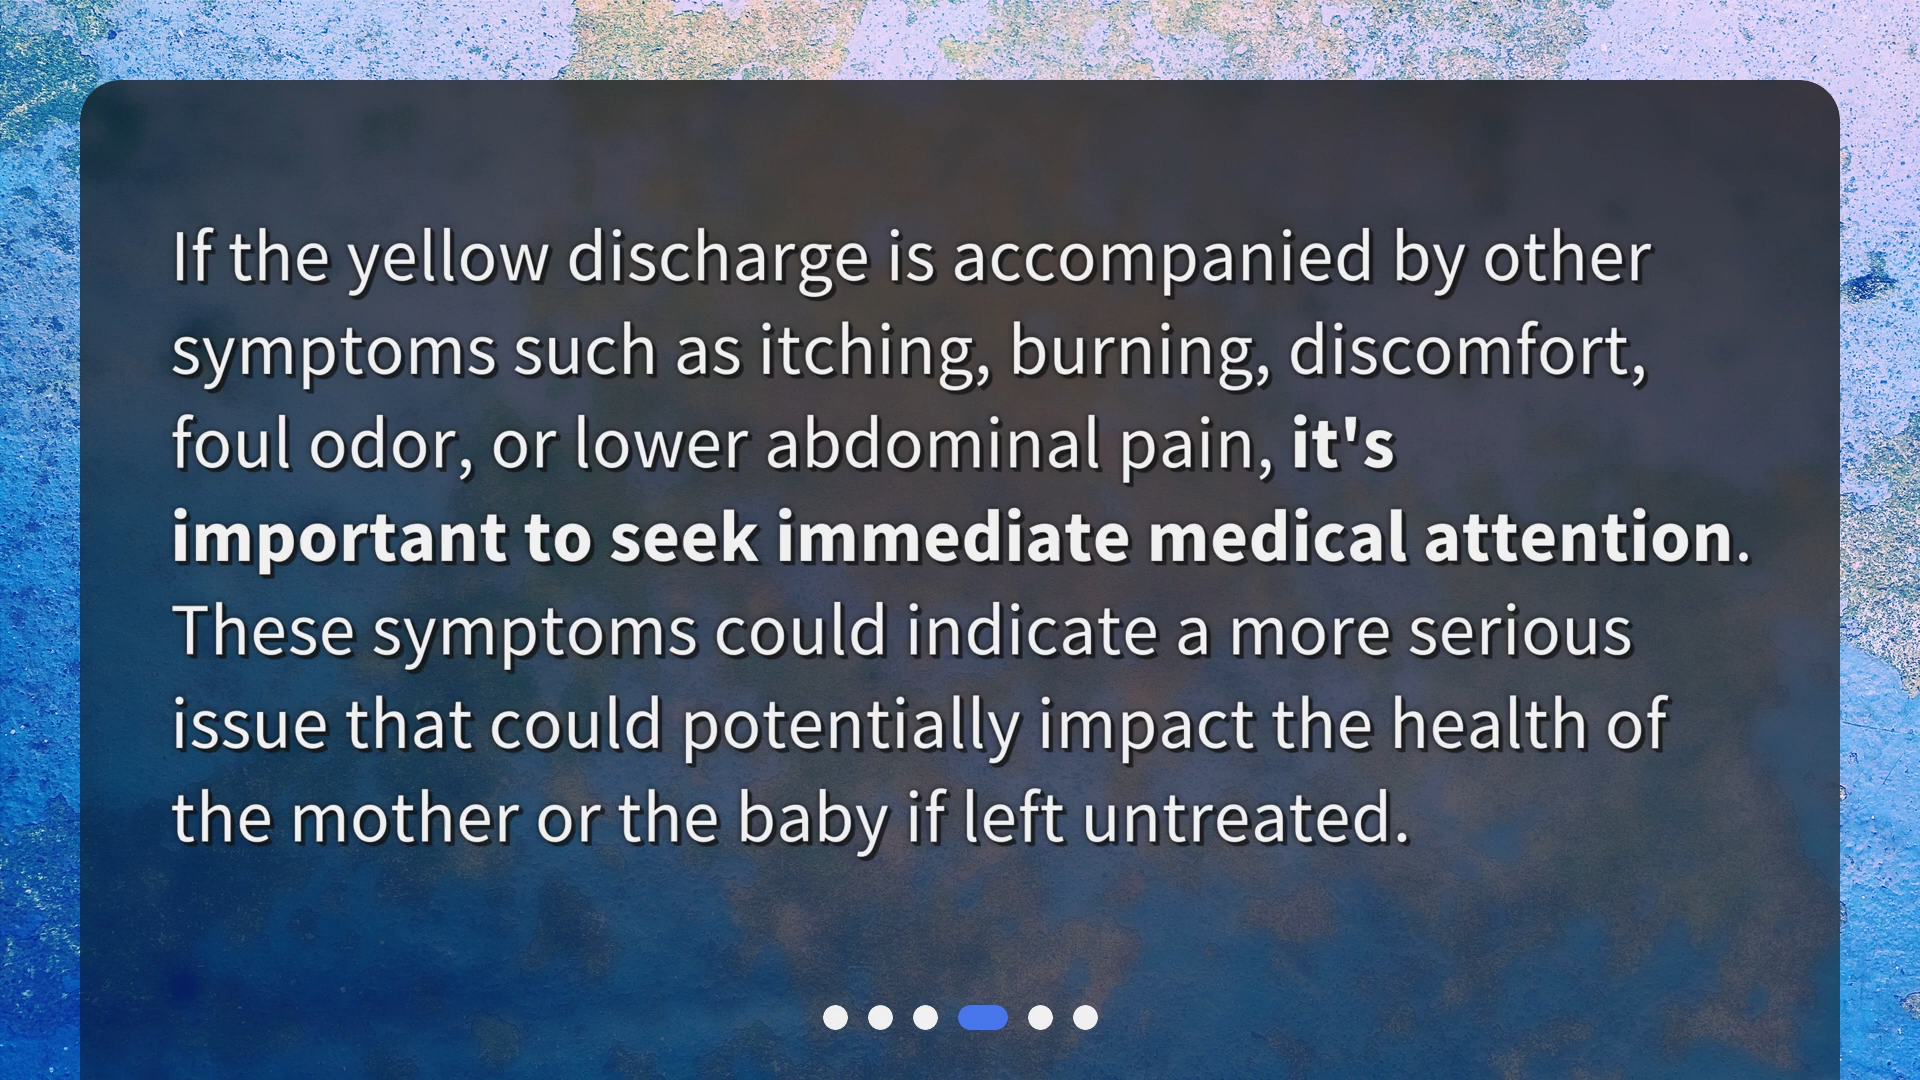 If the yellow discharge is accompanied by other
symptoms such as itching, burning, discomfort,
foul odor, or lower abdominal pain, it's
important to seek immediate medical attention.
These symptoms could indicate a more serious
issue that could potentially impact the health of
the mother or the baby if left untreated.